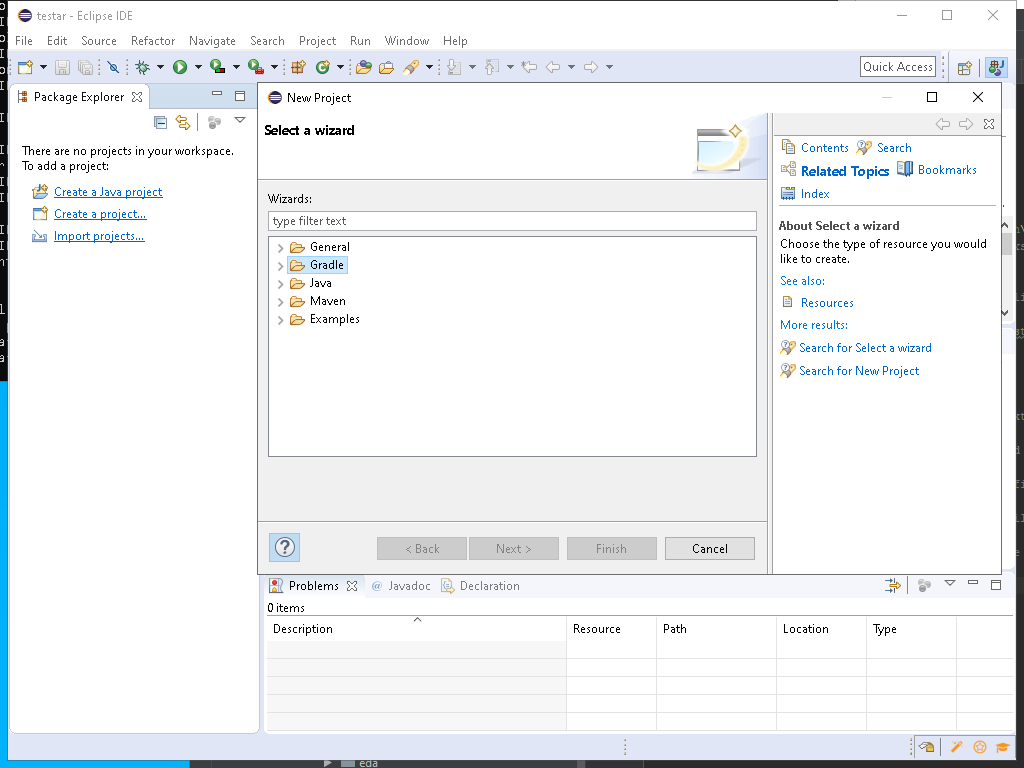 testar - Eclipse IDE
File Edit Source Refactor Navigate Search Project Run Window Help
Quick Access
Package Explorer
There are no projects in your workspace.
To add a project:
Create a Java project
Create a project...
Import projects...
New Project
Select a wizard
Wizards:
type filter text
General
Gradle
Java
Maven
Examples
?
< Back Next > Finish Cancel
Contents Search
Related Topics Bookmarks
Index
About Select a wizard
Choose the type of resource you would
like to create.
See also:
Resources
More results:
Search for Select a wizard
Search for New Project
Problems @ Javadoc Declaration
0 items
Description Resource Path Location Type
eda